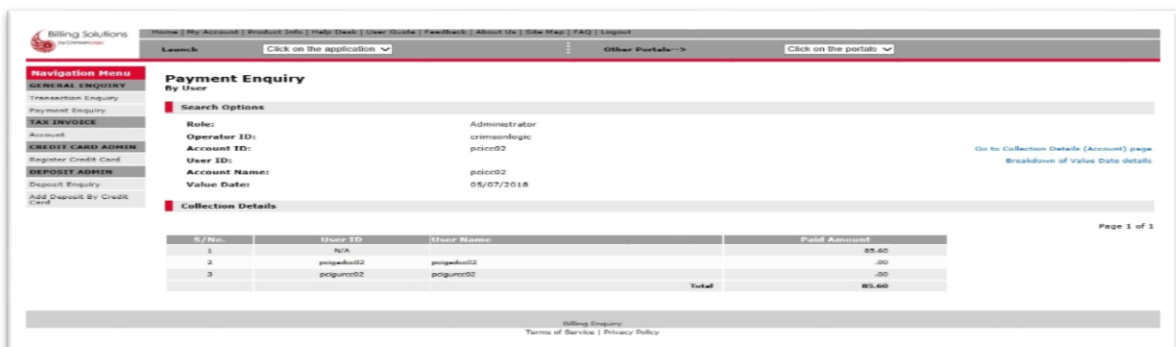 Billing Solutions
by CrimsonLogic
Home | My Account | Product Info | Help Desk | User Guide | Feedback | About Us | Site Map | FAQ | Logout
Launch Click on the application Other Portals--> Click on the portals
Navigation Menu
GENERAL ENQUIRY
Transaction Enquiry
Payment Enquiry
TAX INVOICE
Account
CREDIT CARD ADMIN
Register Credit Card
DEPOSIT ADMIN
Deposit Enquiry
Add Deposit By Credit
Card
Payment Enquiry
By User
Search Options
Role: Administrator
Operator ID: crimsonlogic
Account ID: pcicc02
User ID:
Account Name: pcicc02
Value Date: 05/07/2018
Go to Collection Details (Account) page
Breakdown of Value Date details
Collection Details
Page 1 of 1
S/No. User ID User Name Paid Amount
1 N/A 85.60
2 .00
3 pcigurcc02 pcigurcc02 .00
Total 85.60
Billing Enquiry
Terms of Service | Privacy Policy